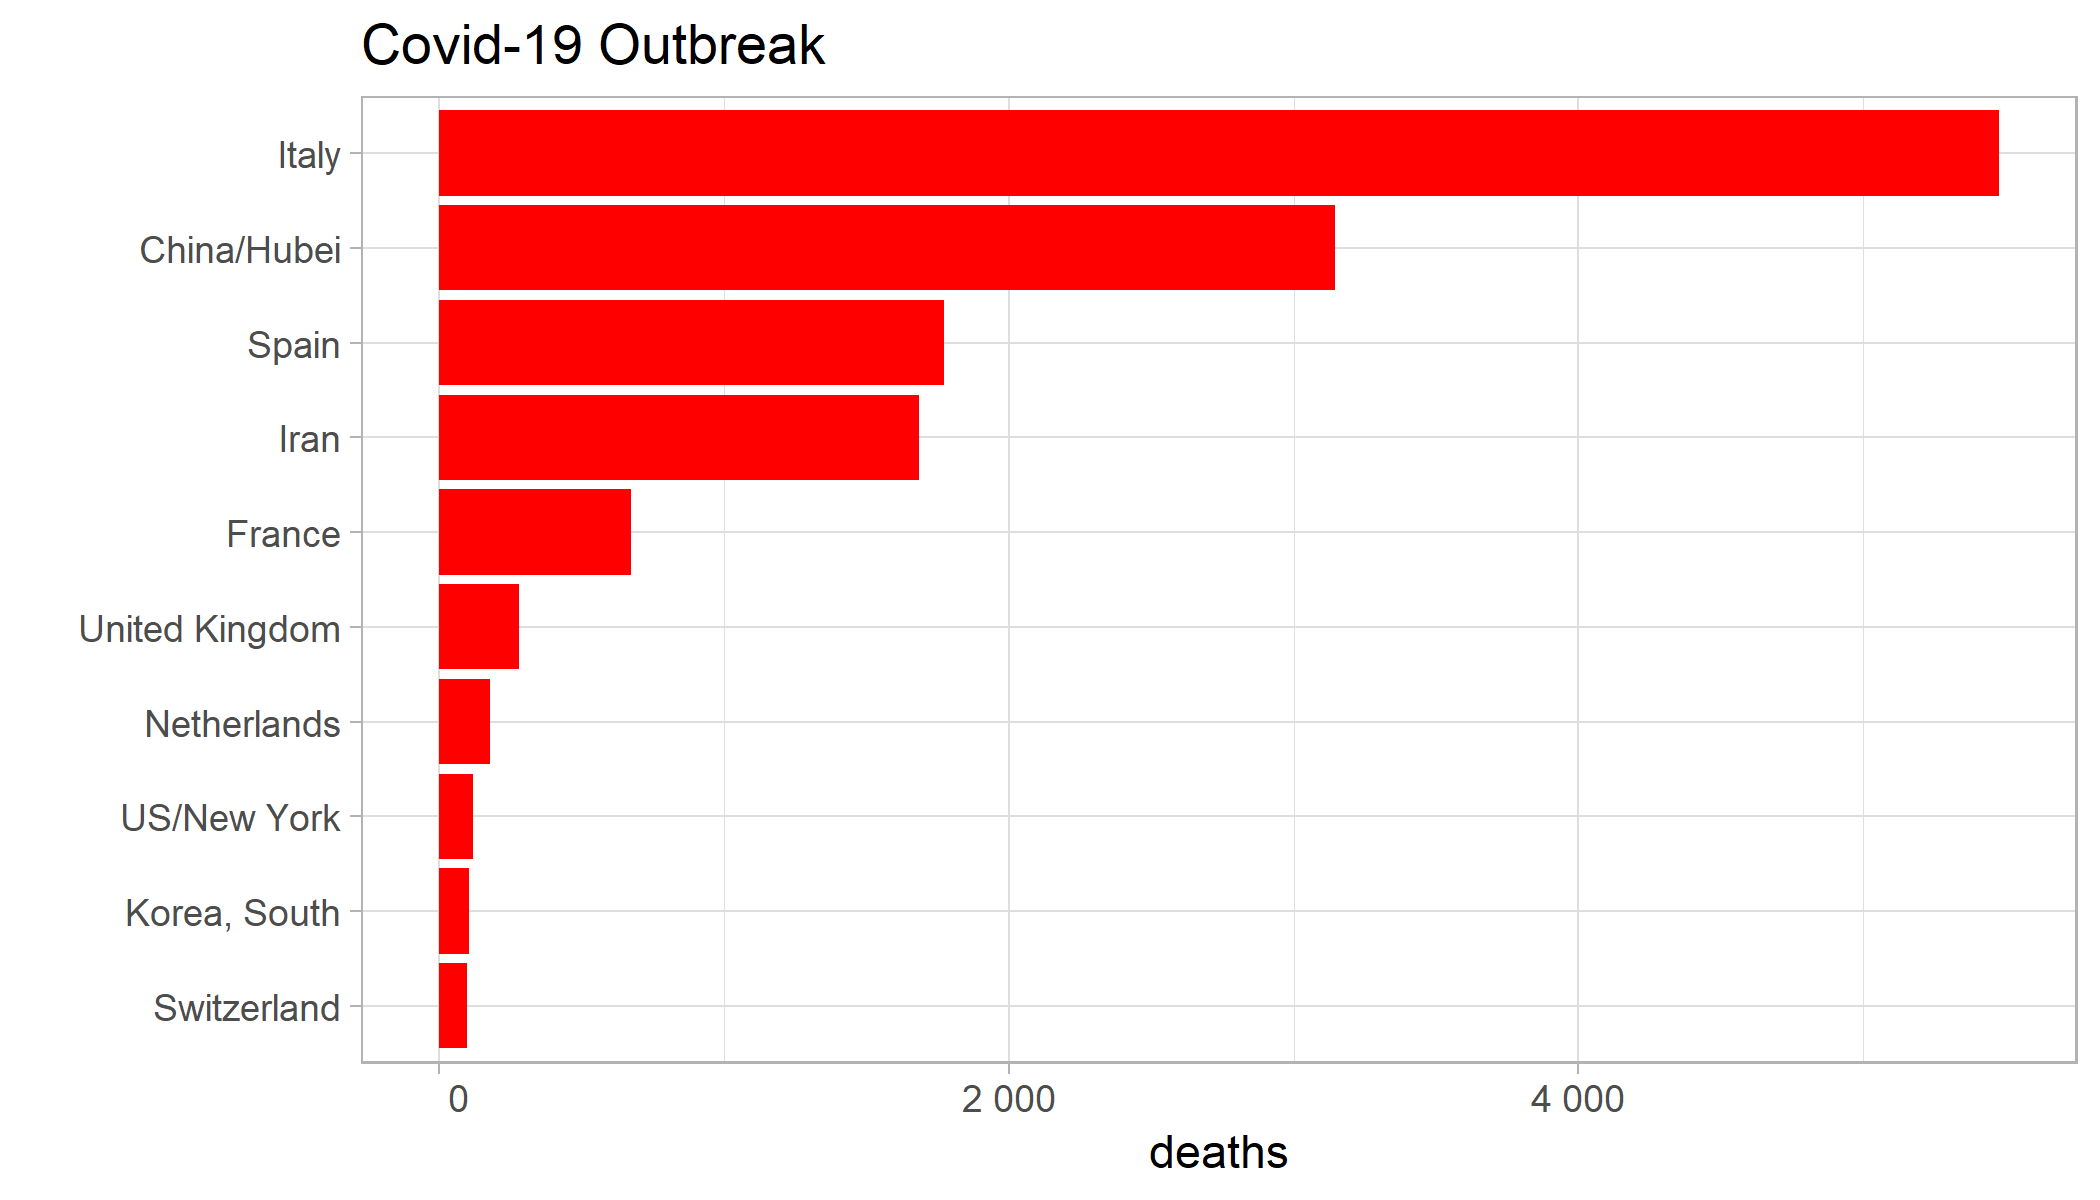 Covid-19 Outbreak
Italy
China/Hubei
Spain
Iran
France
United Kingdom
Netherlands
US/New York
Korea, South
Switzerland
0 2 000 4 000
deaths